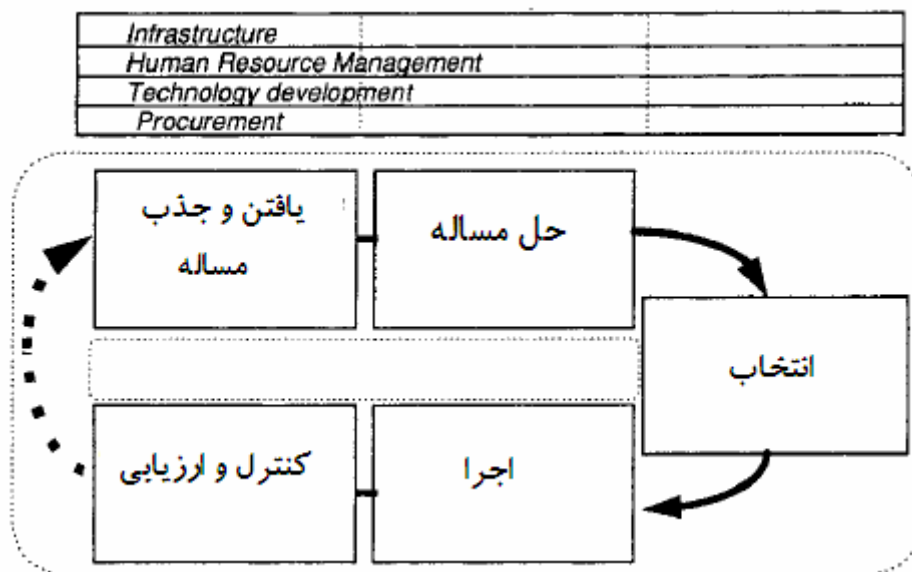 Infrastructure
Human Resource Management
Technology development
Procurement
یافتن و جذب
مساله
حل مساله
انتخاب
اجرا
کنترل و ارزیابی